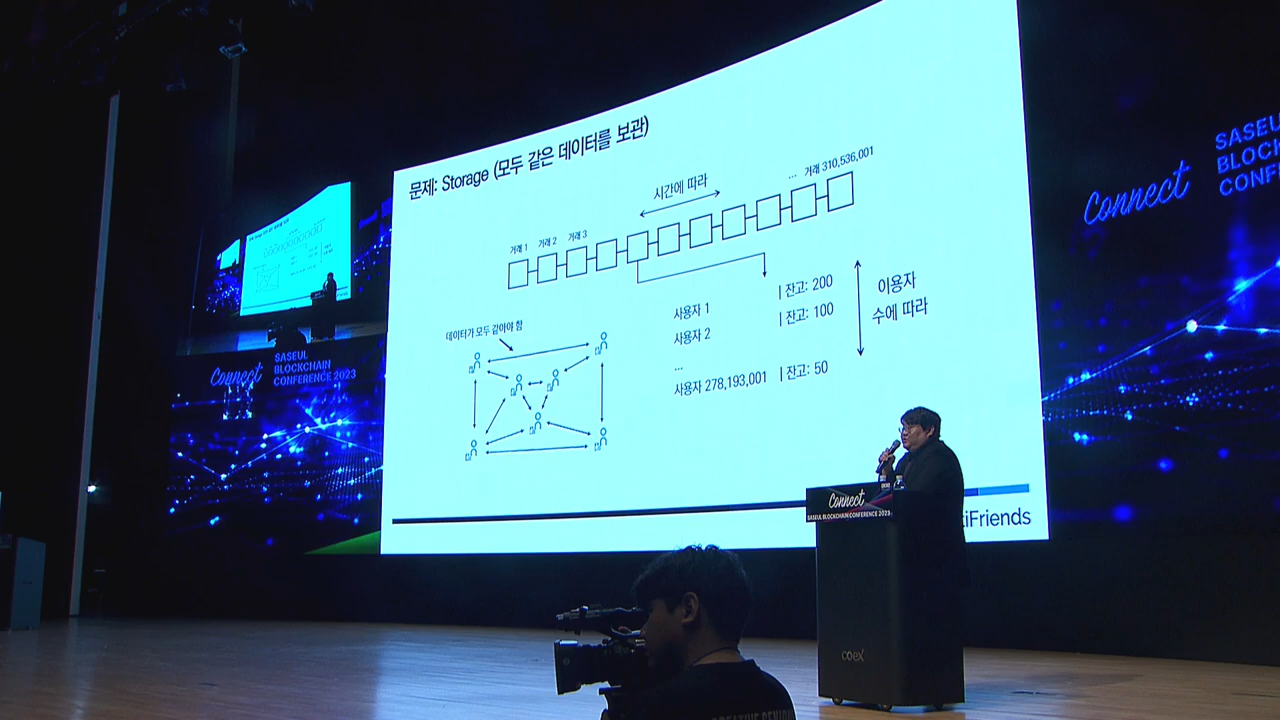 문제: Storage (모두 같은 데이터를 보관)
시간에 따라
... 거래 310,536,001
거래 1 거래 2 거래 3
사용자 1 | 잔고: 200
사용자 2 | 잔고: 100
...
사용자 278,193,001 | 잔고: 50
이용자
수에 따라
데이터가 모두 같아야 함
tiFriends
Connect
SASEUL BLOCKCHAIN CONFERENCE 2023
coex
Connect
SASEUL
BLOCKCHAIN
CONFERENCE 2023
Connect
SASEU
BLOC
CONF